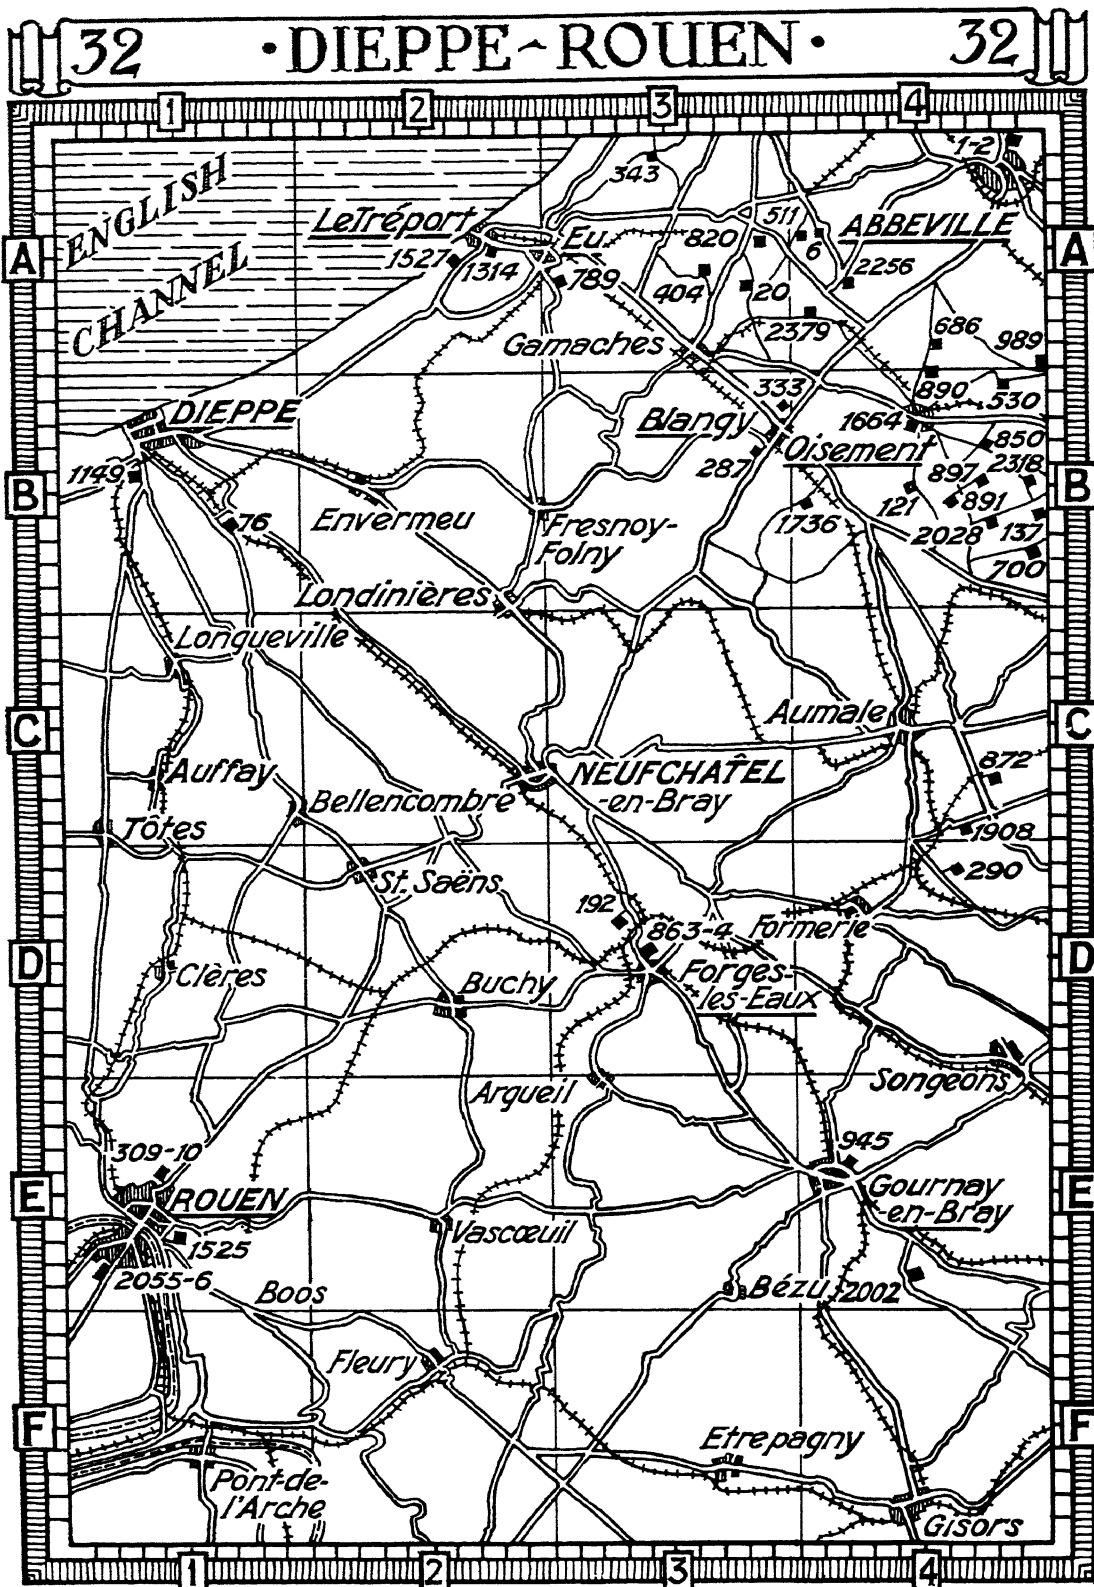 32 · DIEPPE ~ ROUEN · 32
1 2 3 4
ENGLISH
CHANNEL
343
1-2
Le Tréport
Eu
511
ABBEVILLE
A
A
820
6
1527
1314
789
404
20
2256
2379
Gamaches
686
989
333
890
530
DIEPPE
Blangy
1664
Oisement
850
287
897
2318
1149
B
B
76
Envermeu
Fresnoy-
Folny
1736
121
891
2028
137
700
Londinières
Longueville
Aumale
C
C
Auffay
NEUFCHATEL
-en-Bray
872
Bellencombre
Tôtes
1908
St. Saëns
290
192
863-4
Formerie
D
D
Clères
Buchy
Forges-
les-Eaux
Argueil
Songeons
309-10
945
E
E
ROUEN
Gournay
-en-Bray
Vascœuil
1525
2055-6
Boos
Bézu
2002
Fleury
F
F
Etrepagny
Pont-de-
l'Arche
Gisors
1 2 3 4